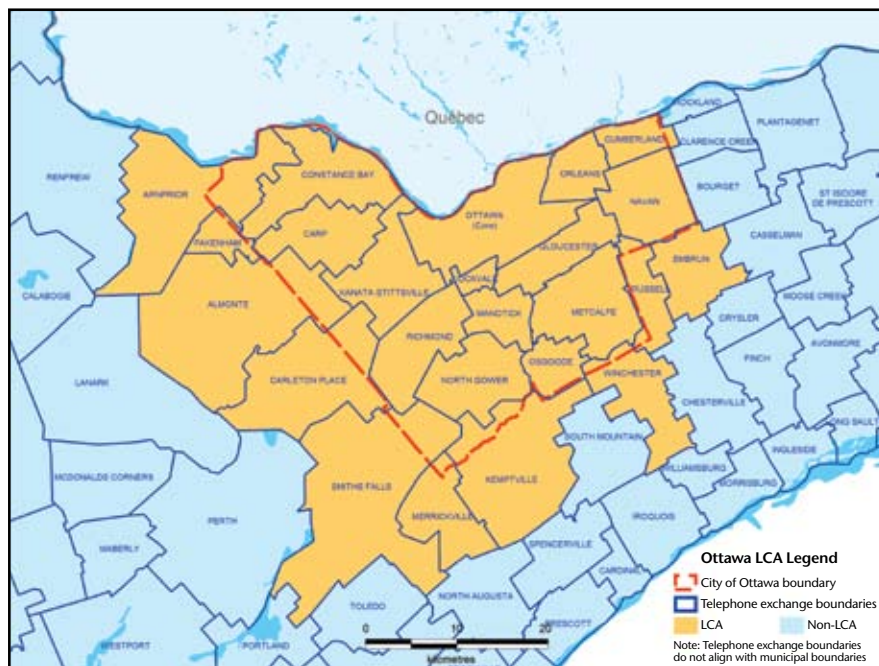 Québec
ROCKLAND
PLANTAGENET
CUMBERLAND
CLARENCE CREEK
RENFREW
ARNPRIOR
CONSTANCE BAY
ORLEANS
BOURGET
ST ISIDORE
DE PRESCOTT
NAVAN
OTTAWA
(Core)
PAKENHAM
CARP
CASSELMAN
GLOUCESTER
EMBRUN
CALABOGIE
ALMONTE
KANATA-STITTSVILLE
RUSSELL
MOOSE CREEK
MANOTICK
METCALFE
CRYSLER
RICHMOND
AVONMORE
LANARK
OSGOODE
FINCH
CARLETON PLACE
NORTH GOWER
WINCHESTER
CHESTERVILLE
LONG SAULT
SOUTH MOUNTAIN
INGLESIDE
MCDONALDS CORNERS
SMITHS FALLS
KEMPTVILLE
WILLIAMSBURG
MORRISBURG
PERTH
MERRICKVILLE
IROQUOIS
MABERLY
SPENCERVILLE
CARDINAL
NORTH AUGUSTA
TOLEDO
PRESCOTT
WESTPORT
PORTLAND
0 10 20
kilometres
Ottawa LCA Legend
City of Ottawa boundary
Telephone exchange boundaries
LCA Non-LCA
Note: Telephone exchange boundaries
do not align with municipal boundaries